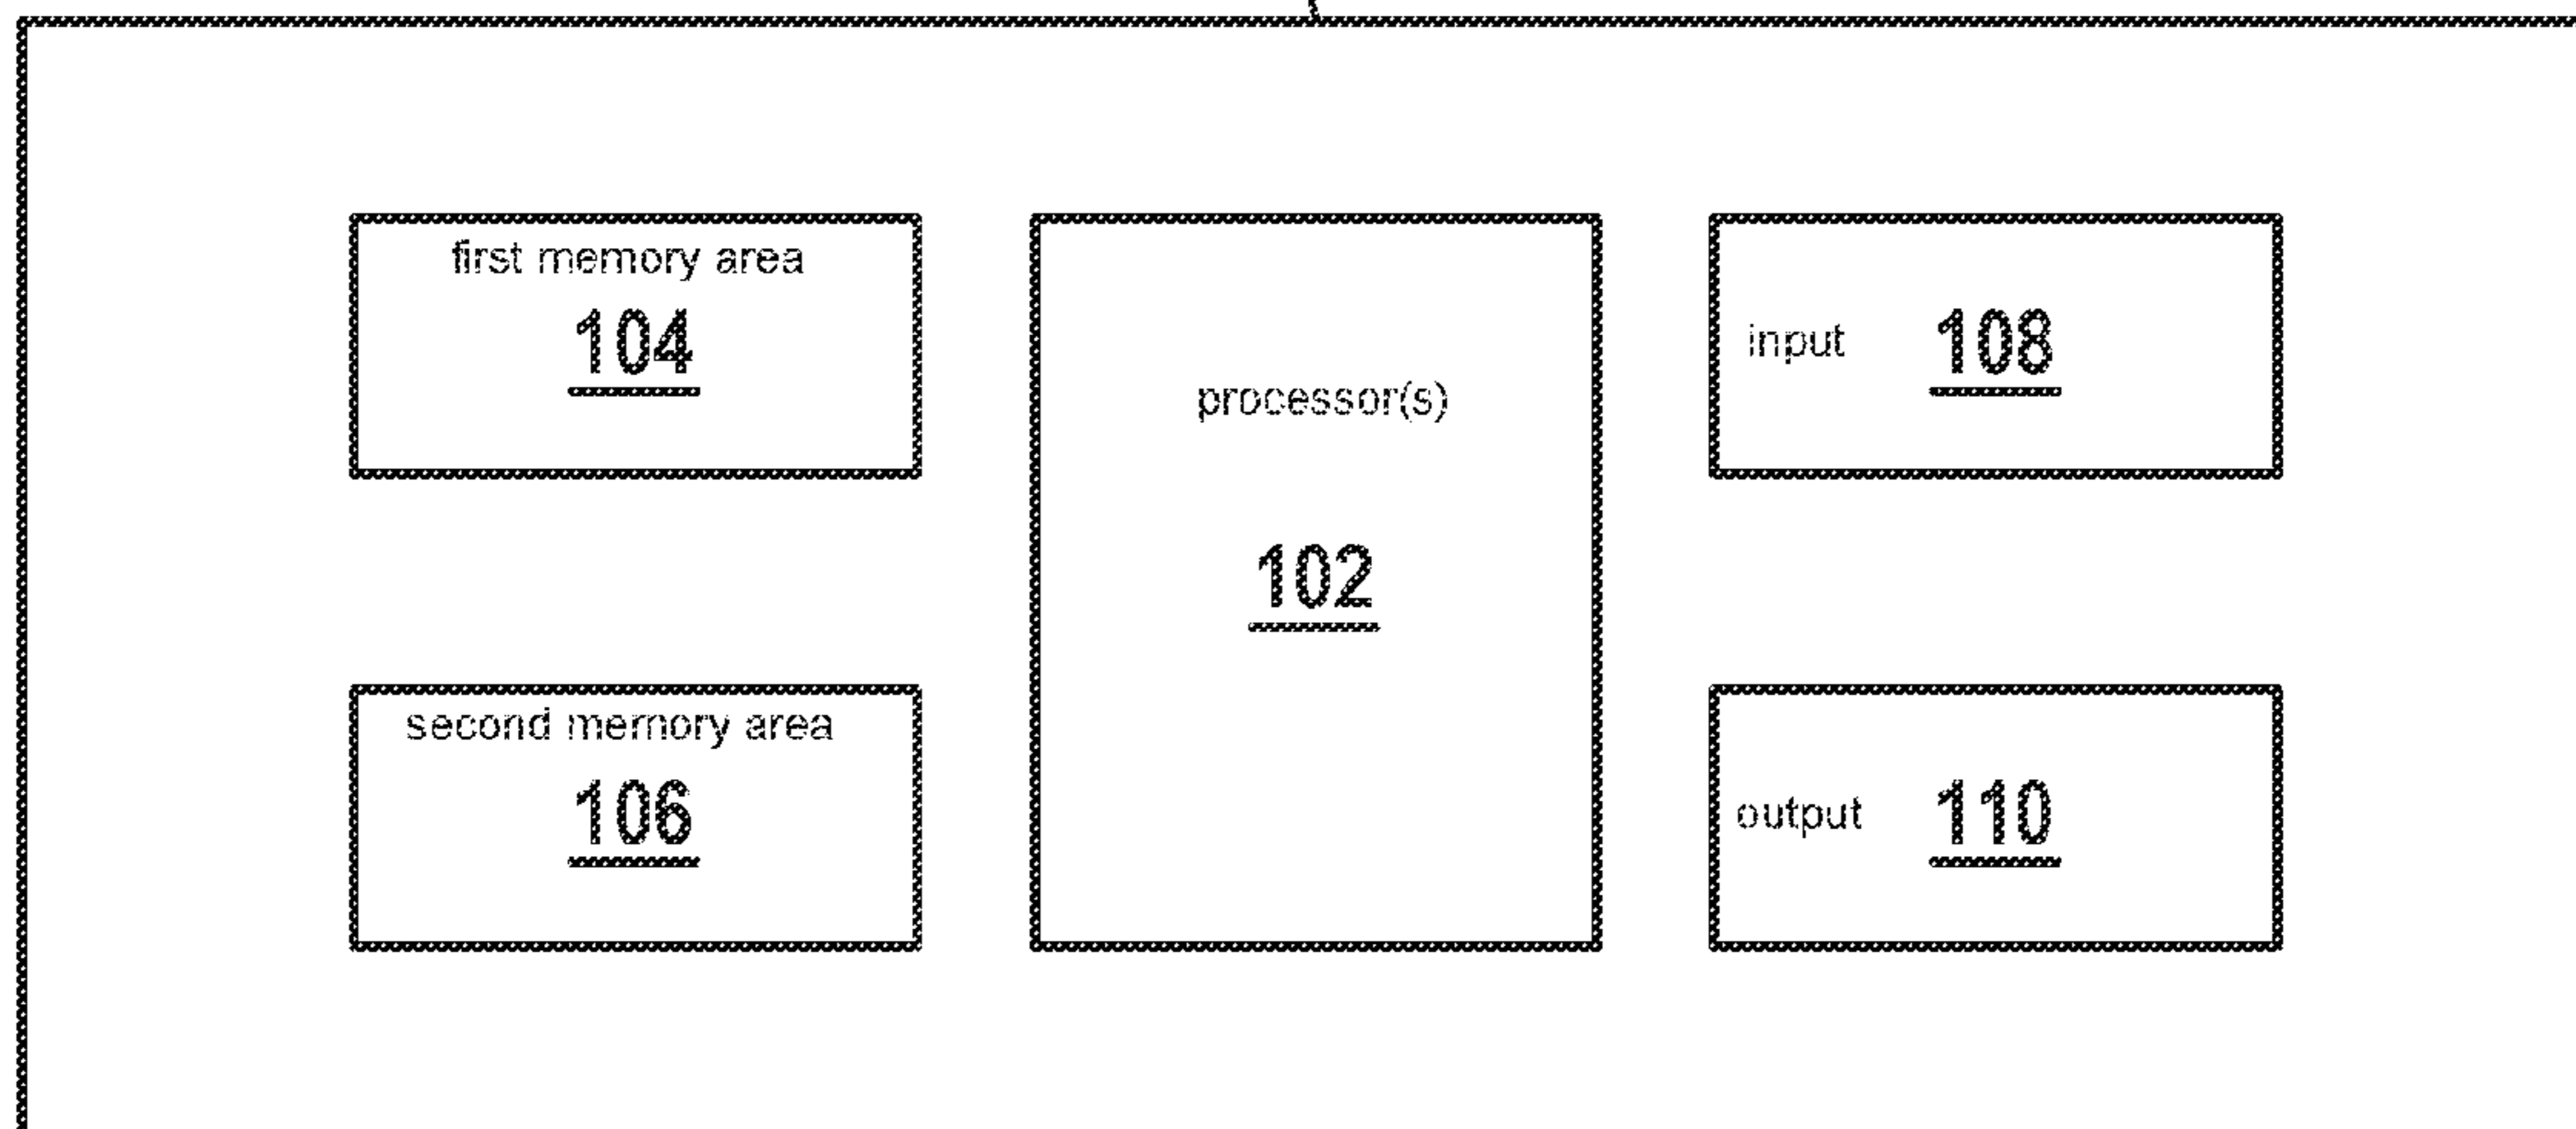 first memory area
104
second memory area
106
processor(s)
102
input 108
output 110